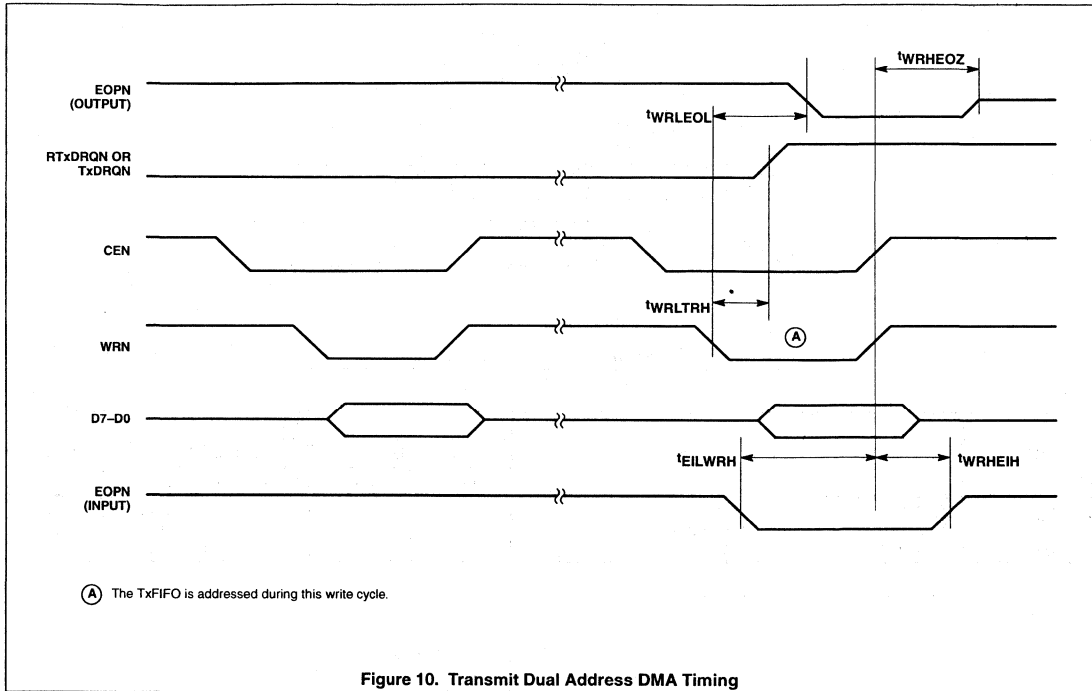 tWRHEOZ
EOPN
(OUTPUT)
tWRLEOL
RTxDRQN OR
TxDRQN
CEN
tWRLTRH
WRN
A
D7–D0
tEILWRH
tWRHEIH
EOPN
(INPUT)
A The TxFIFO is addressed during this write cycle.
Figure 10. Transmit Dual Address DMA Timing